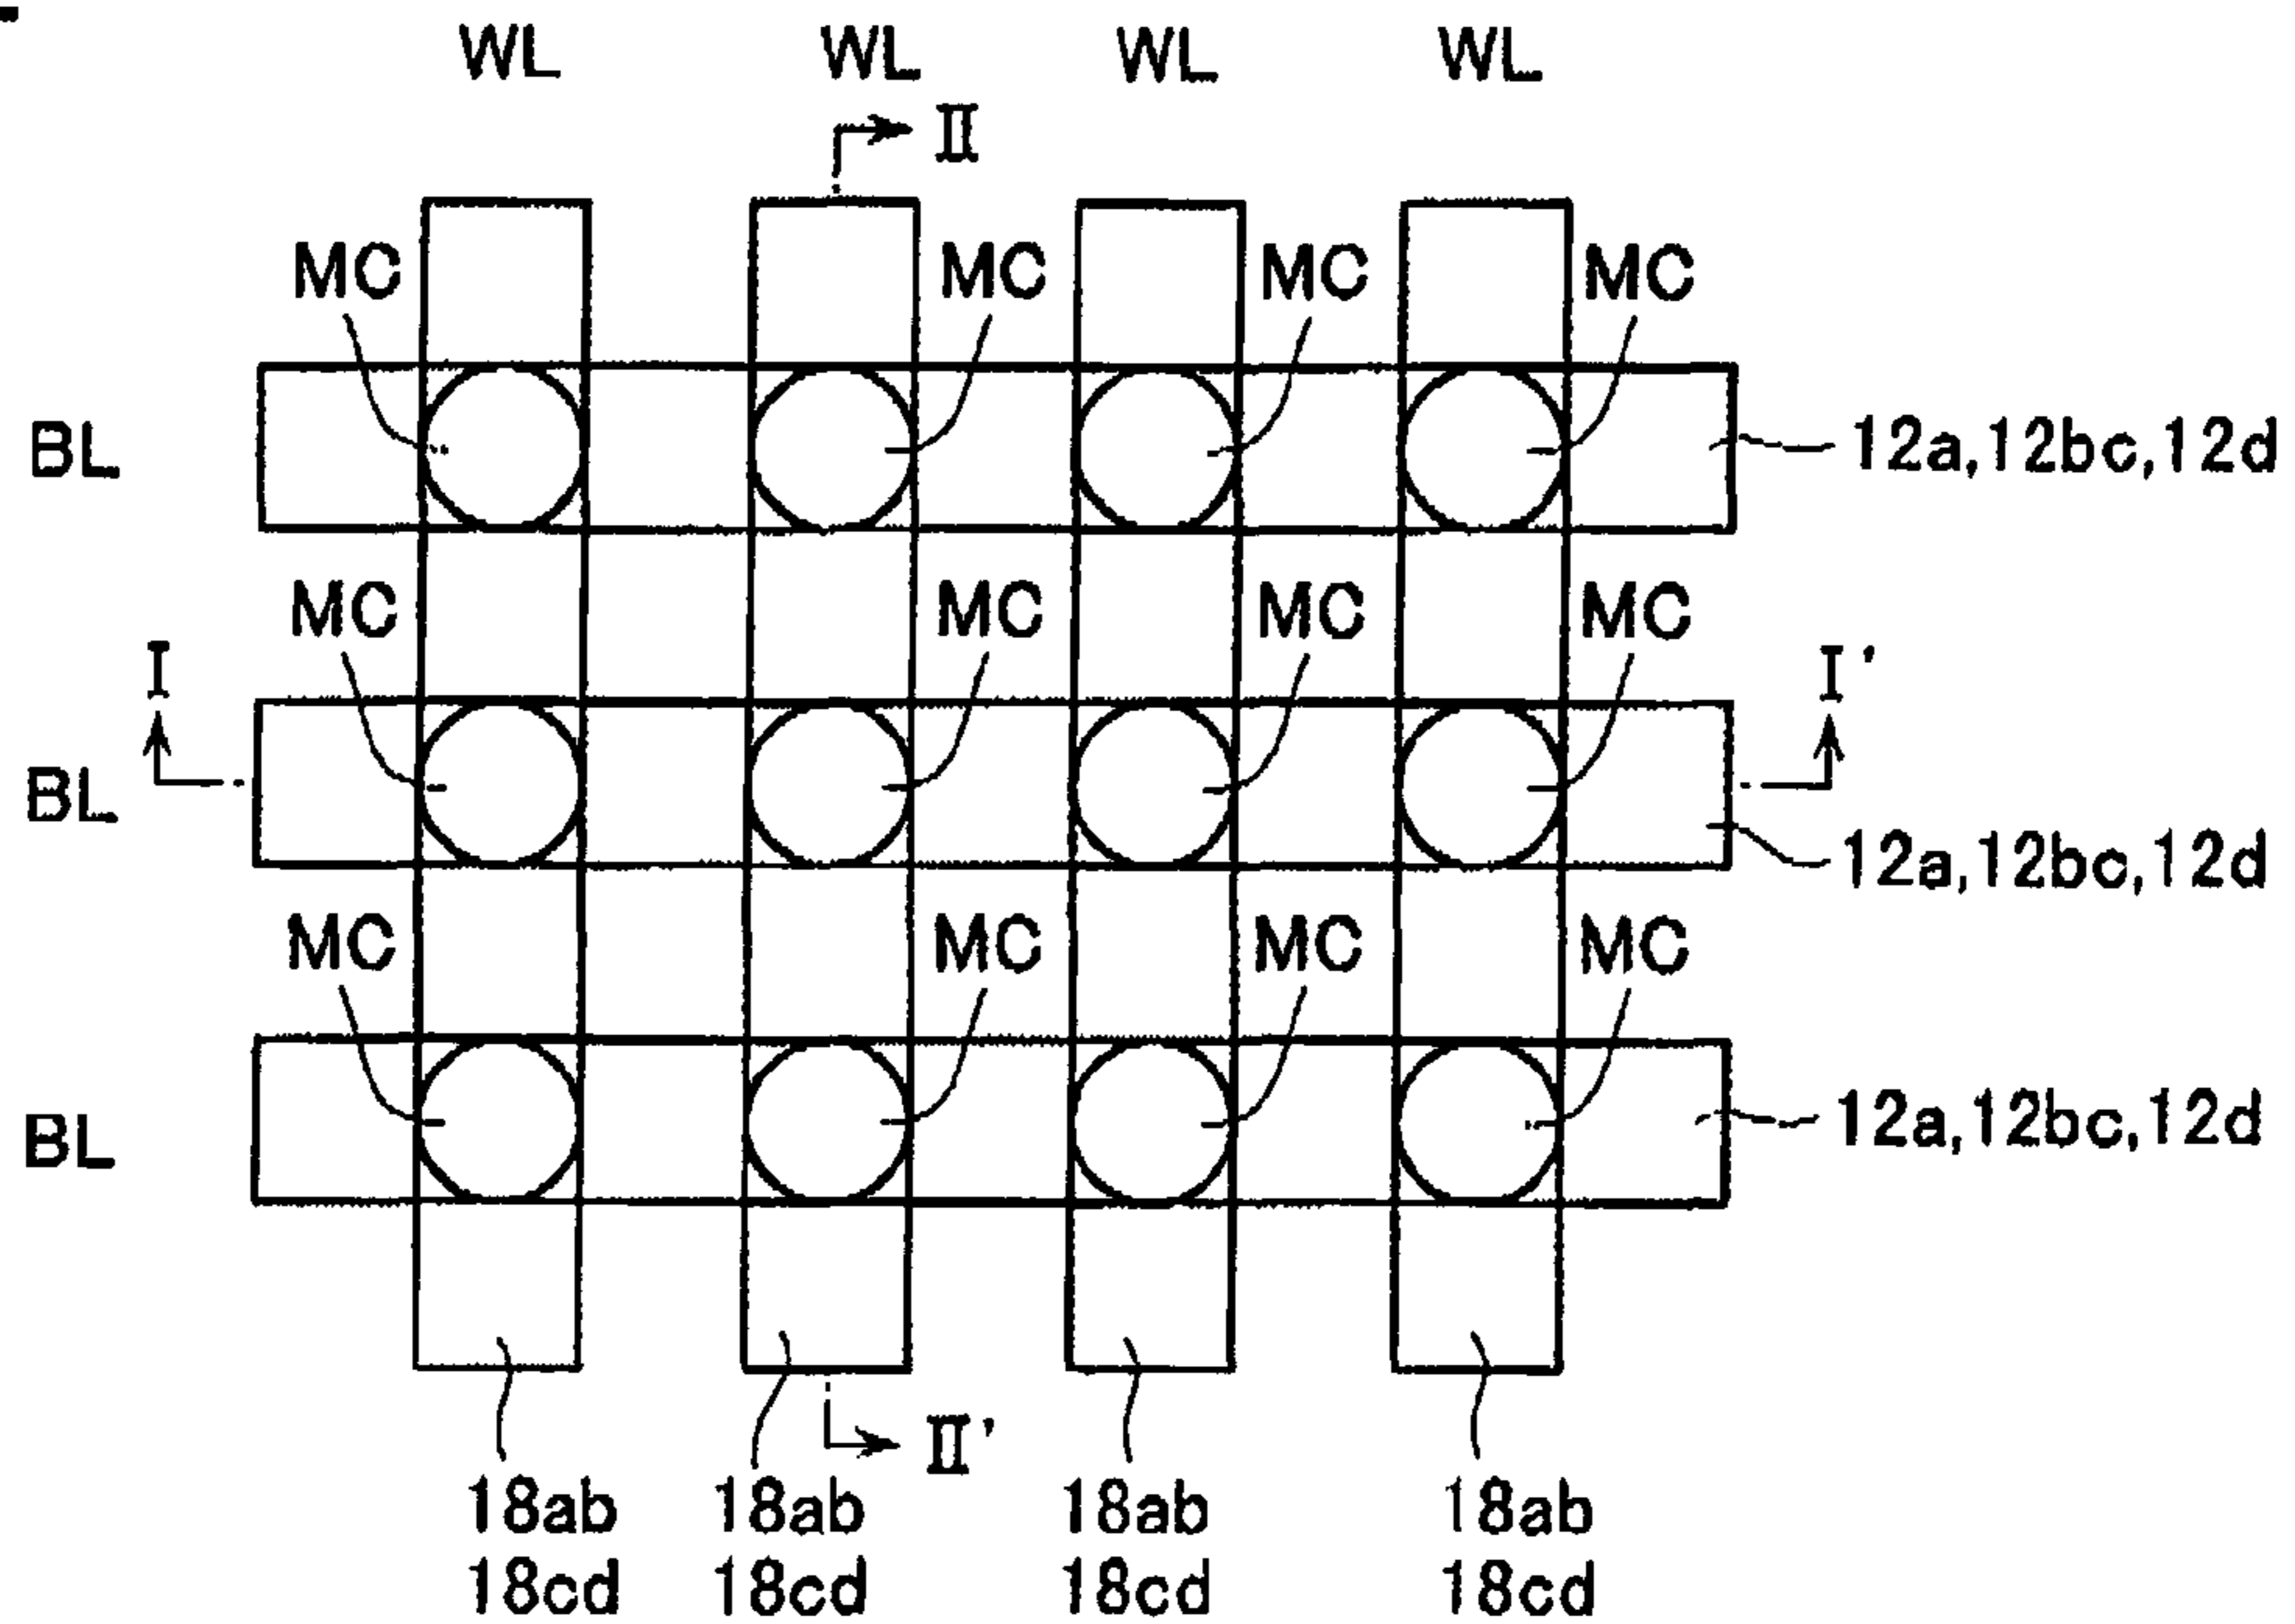 WL WL WL WL
II
MC MC MC MC
BL 12a,12bc,12d
MC MC MC MC
I I'
BL
12a,12bc,12d
MC MC MC MC
BL 12a,12bc,12d
II'
18ab 18ab 18ab 18ab
18cd 18cd 18cd 18cd